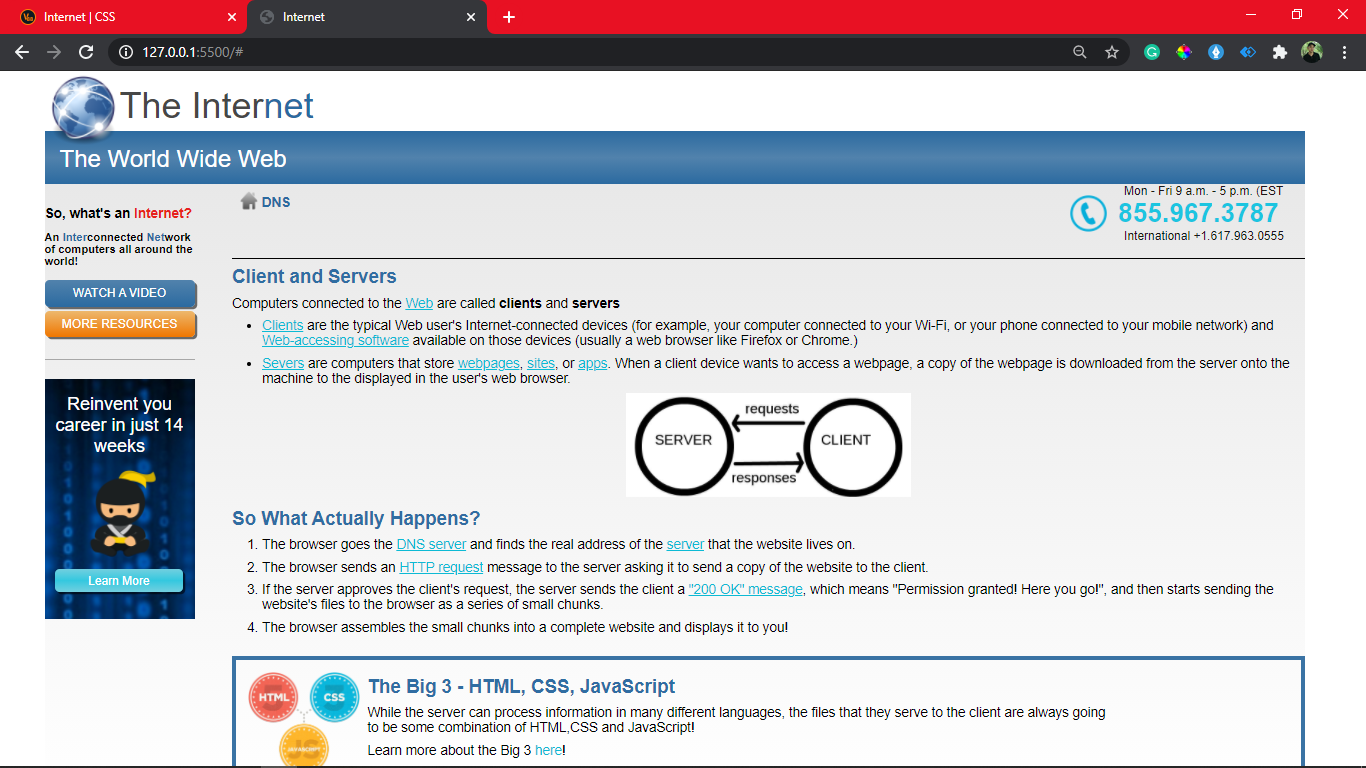 Internet | CSS
Internet
127.0.0.1:5500/#
The Internet
The World Wide Web
So, what's an Internet?
An Interconnected Network
of computers all around the
world!
WATCH A VIDEO
MORE RESOURCES
Reinvent you
career in just 14
weeks
Learn More
DNS
Mon - Fri 9 a.m. - 5 p.m. (EST
855.967.3787
International +1.617.963.0555
Client and Servers
Computers connected to the Web are called clients and servers
Clients are the typical Web user's Internet-connected devices (for example, your computer connected to your Wi-Fi, or your phone connected to your mobile network) and
Web-accessing software available on those devices (usually a web browser like Firefox or Chrome.)
Severs are computers that store webpages, sites, or apps. When a client device wants to access a webpage, a copy of the webpage is downloaded from the server onto the
machine to the displayed in the user's web browser.
requests
SERVER
CLIENT
responses
So What Actually Happens?
1. The browser goes the DNS server and finds the real address of the server that the website lives on.
2. The browser sends an HTTP request message to the server asking it to send a copy of the website to the client.
3. If the server approves the client's request, the server sends the client a "200 OK" message, which means "Permission granted! Here you go!", and then starts sending the
website's files to the browser as a series of small chunks.
4. The browser assembles the small chunks into a complete website and displays it to you!
HTML
CSS
JAVASCRIPT
The Big 3 - HTML, CSS, JavaScript
While the server can process information in many different languages, the files that they serve to the client are always going
to be some combination of HTML,CSS and JavaScript!
Learn more about the Big 3 here!